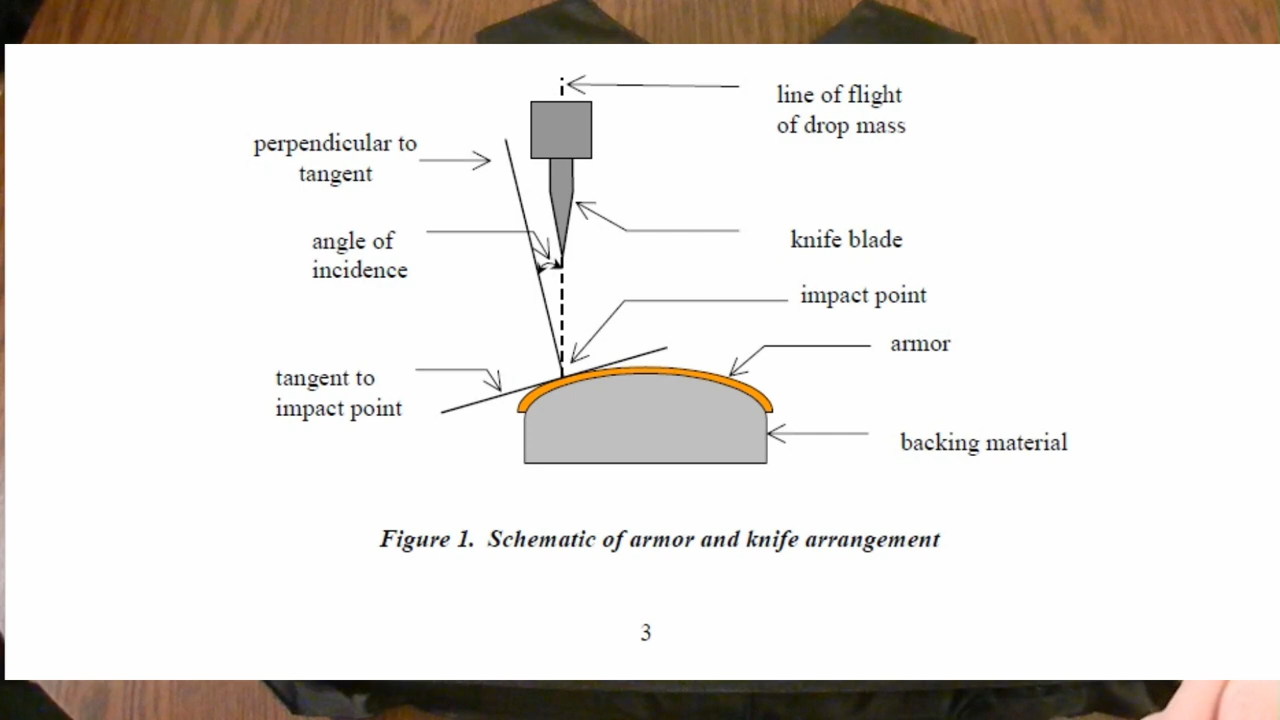 line of flight
of drop mass
perpendicular to
tangent
angle of
incidence
knife blade
impact point
armor
tangent to
impact point
backing material
Figure 1. Schematic of armor and knife arrangement
3